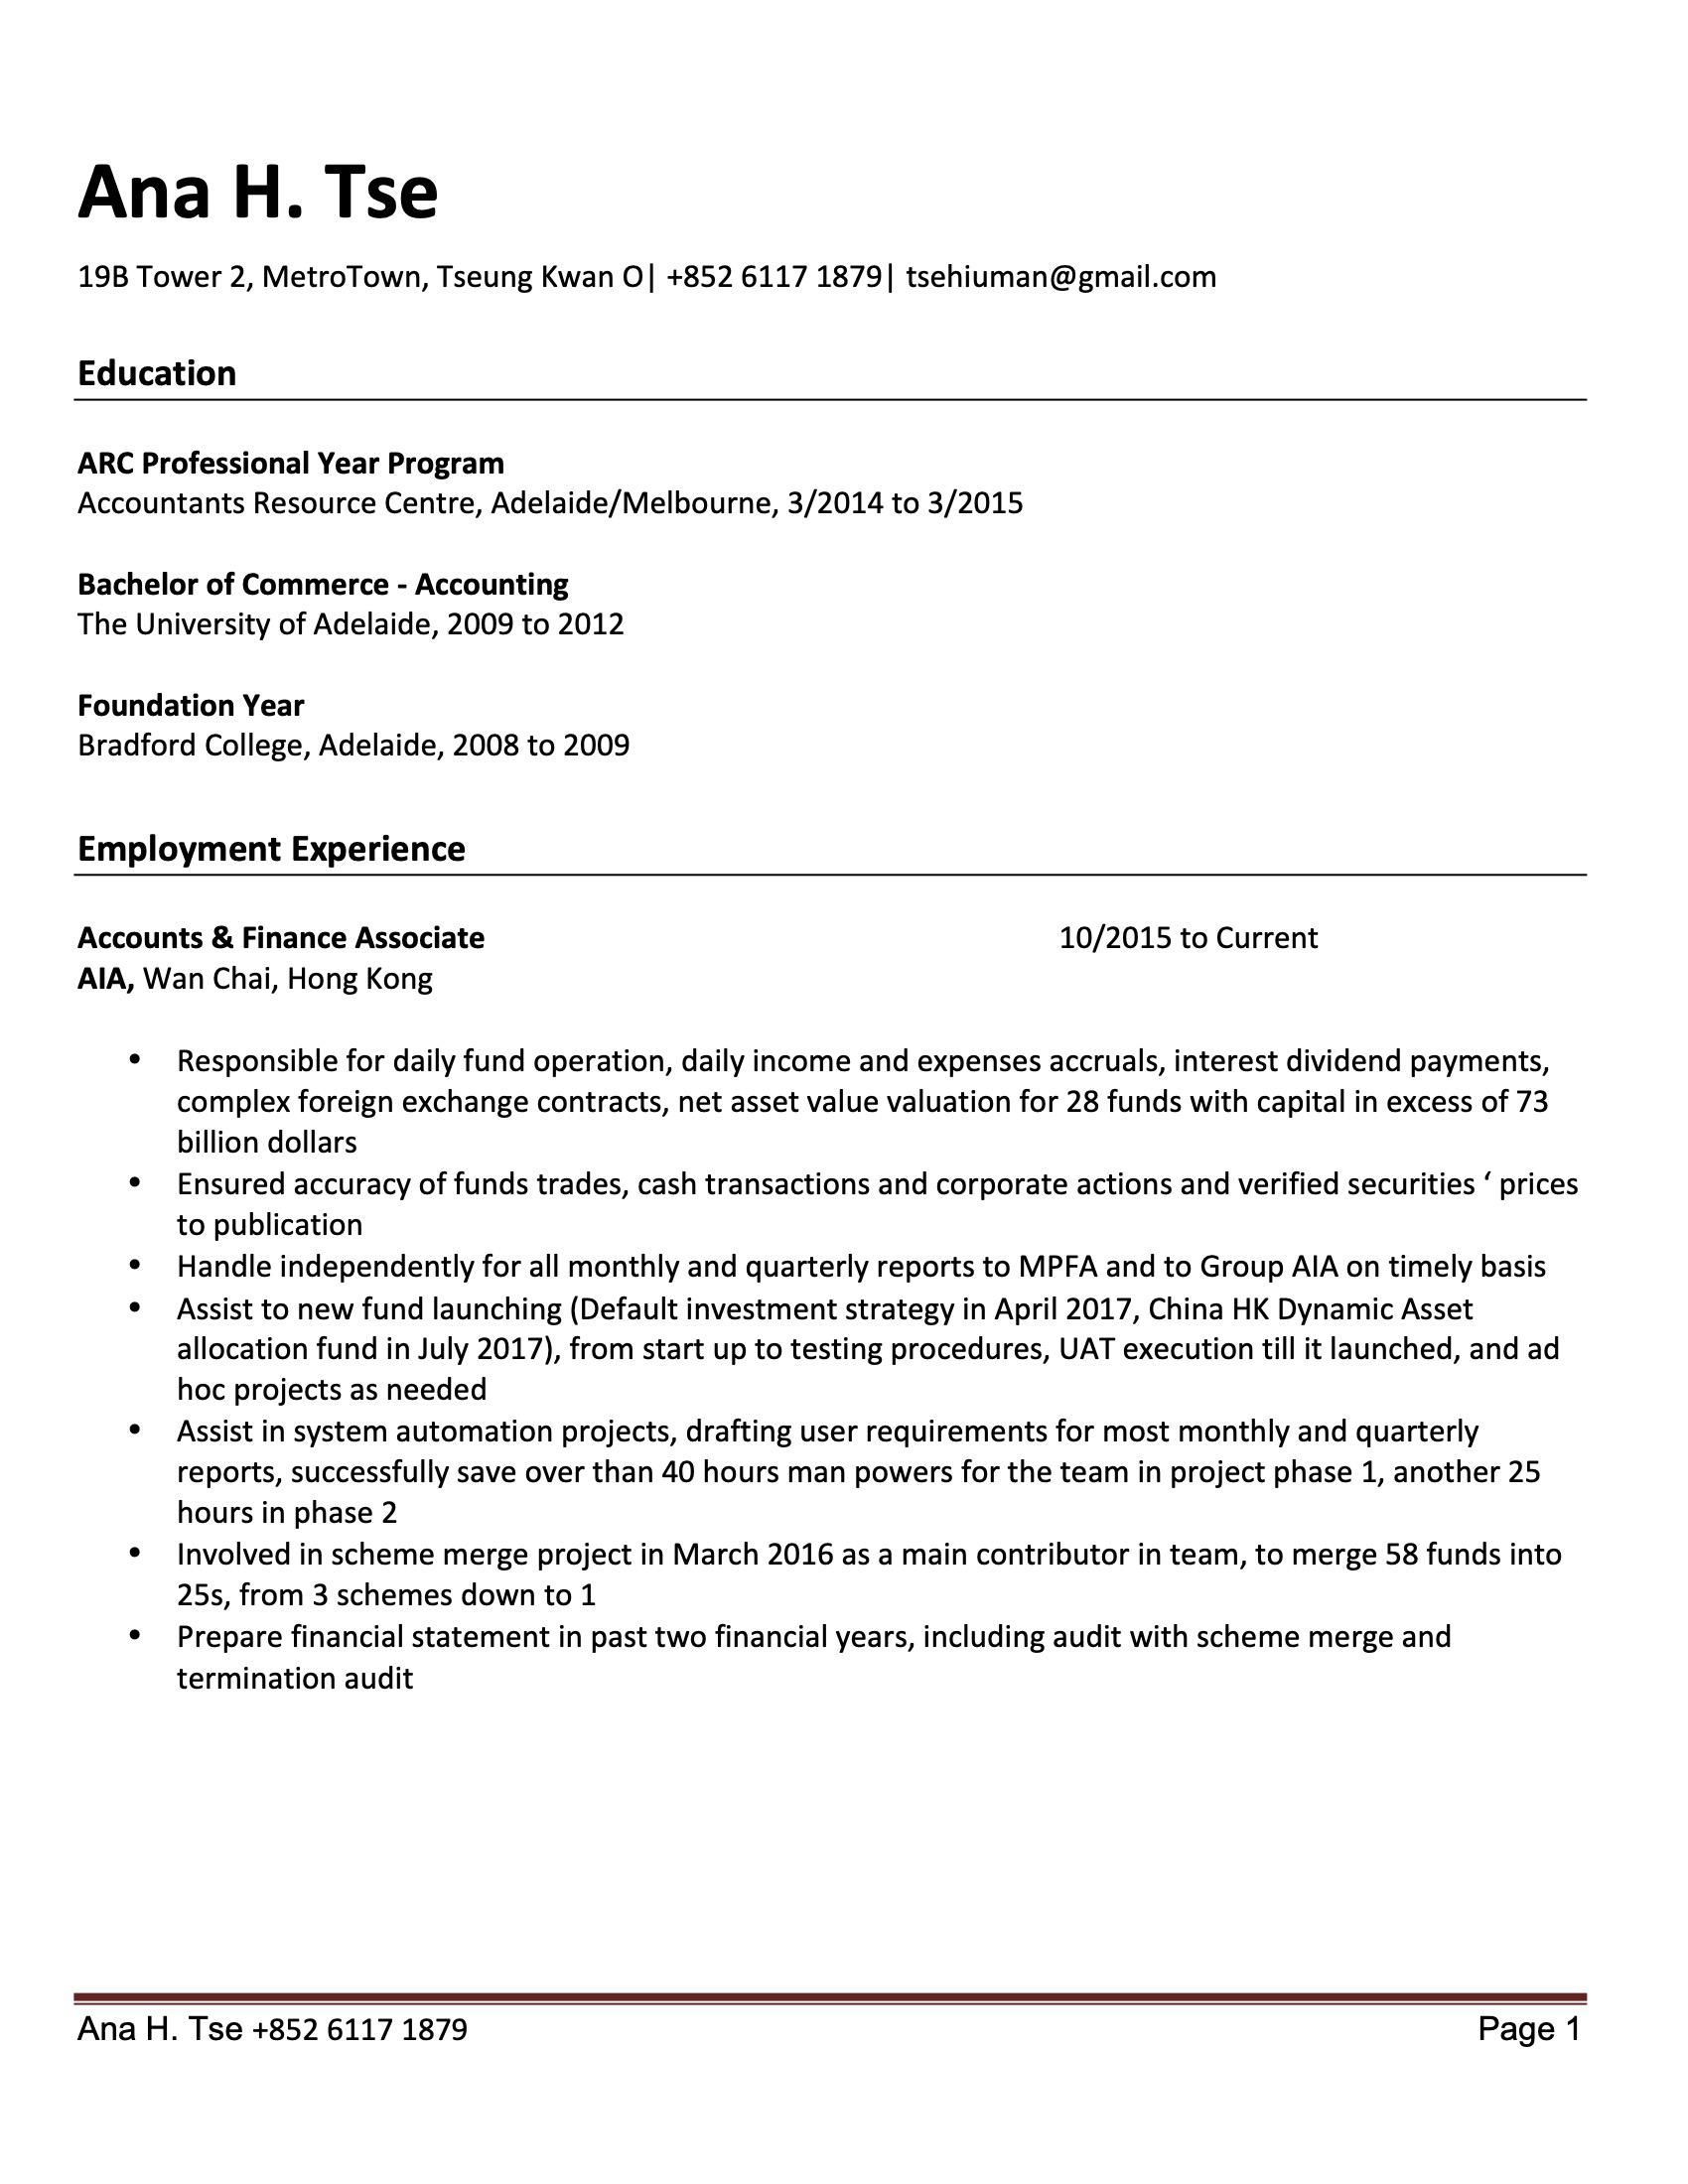 Ana H. Tse
19B Tower 2, MetroTown, Tseung Kwan O| +852 6117 1879| tsehiuman@gmail.com
Education
ARC Professional Year Program
Accountants Resource Centre, Adelaide/Melbourne, 3/2014 to 3/2015
Bachelor of Commerce - Accounting
The University of Adelaide, 2009 to 2012
Foundation Year
Bradford College, Adelaide, 2008 to 2009
Employment Experience
Accounts & Finance Associate 10/2015 to Current
AIA, Wan Chai, Hong Kong
• Responsible for daily fund operation, daily income and expenses accruals, interest dividend payments,
complex foreign exchange contracts, net asset value valuation for 28 funds with capital in excess of 73
billion dollars
• Ensured accuracy of funds trades, cash transactions and corporate actions and verified securities ‘ prices
to publication
• Handle independently for all monthly and quarterly reports to MPFA and to Group AIA on timely basis
• Assist to new fund launching (Default investment strategy in April 2017, China HK Dynamic Asset
allocation fund in July 2017), from start up to testing procedures, UAT execution till it launched, and ad
hoc projects as needed
• Assist in system automation projects, drafting user requirements for most monthly and quarterly
reports, successfully save over than 40 hours man powers for the team in project phase 1, another 25
hours in phase 2
• Involved in scheme merge project in March 2016 as a main contributor in team, to merge 58 funds into
25s, from 3 schemes down to 1
• Prepare financial statement in past two financial years, including audit with scheme merge and
termination audit
Ana H. Tse +852 6117 1879 Page 1